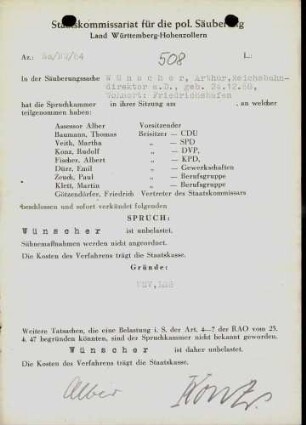 Staatskommissariat für die pol. Säuberung
Land Württemberg-Hohenzollern
Az.: L.:
508
In der Säuberungssache W ü n s c h e r , Arthur, Reichsbahn-
direktor a.D., geb. 24.12.68,
Wohnort: Friedrichshafen
hat die Spruchkammer in ihrer Sitzung am , an welcher
teilgenommen haben:
Assessor Alber Vorsitzender
Baumann, Thomas Beisitzer — CDU
Veith, Martha „ — SPD
Konz, Rudolf „ — DVP,
Fischer, Albert „ — KPD,
Dürr, Emil „ — Gewerkschaften
Zeuch, Paul „ — Berufsgruppe
Klett, Martin „ — Berufsgruppe
Götzendörfer, Friedrich Vertreter des Staatskommissars
beschlossen und sofort verkündet folgenden
SPRUCH:
W ü n s c h e r ist unbelastet.
Sühnemaßnahmen werden nicht angeordnet.
Die Kosten des Verfahrens trägt die Staatskasse.
Gründe:
Weitere Tatsachen, die eine Belastung i. S. der Art. 4—7 der RAO vom 25.
4. 47 begründen könnten, sind der Spruchkammer nicht bekannt geworden.
W ü n s c h e r ist daher unbelastet.
Die Kosten des Verfahrens trägt die Staatskasse.
Alber Konz